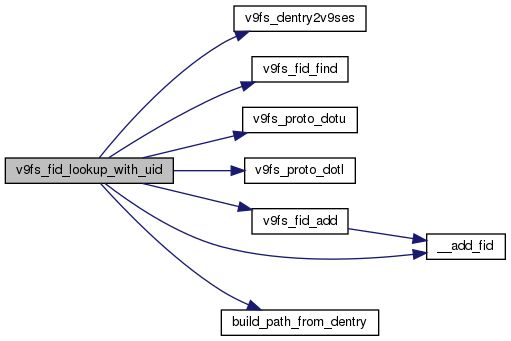 v9fs_dentry2v9ses
v9fs_fid_find
v9fs_proto_dotu
v9fs_fid_lookup_with_uid
v9fs_proto_dotl
v9fs_fid_add
__add_fid
build_path_from_dentry